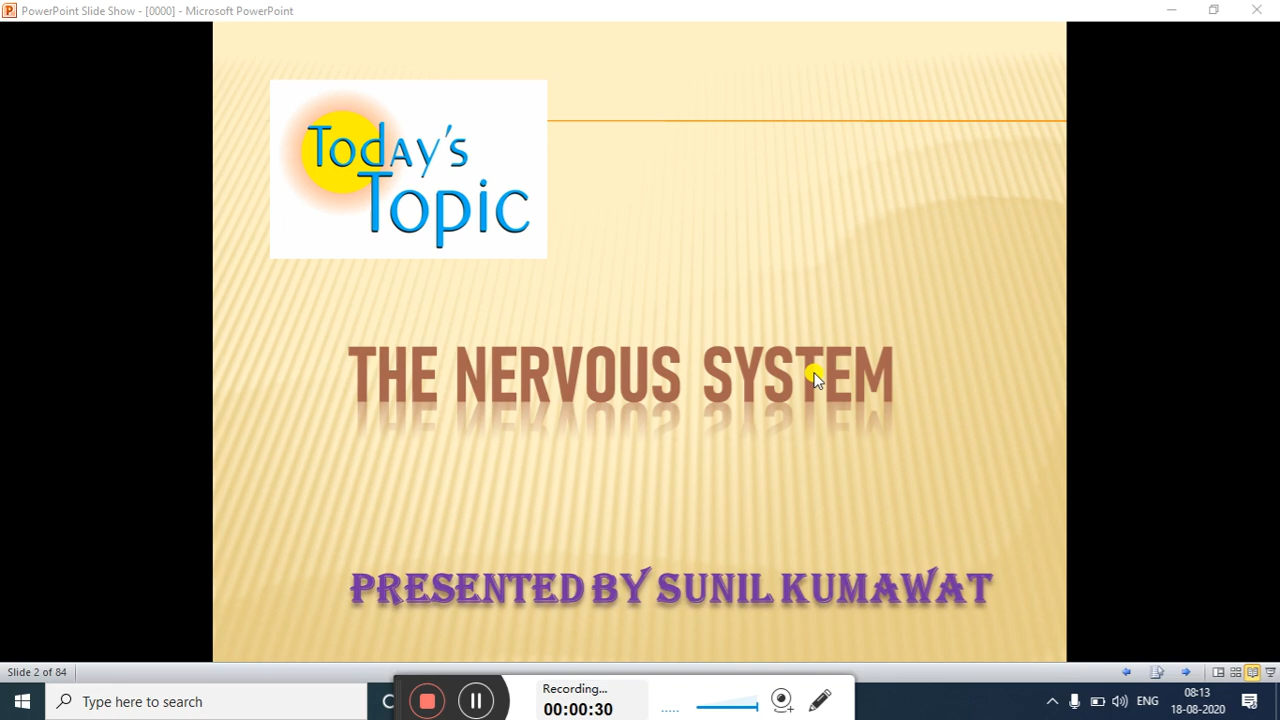 PowerPoint Slide Show - [0000] - Microsoft PowerPoint
Today's
Topic
THE NERVOUS SYSTEM
PRESENTED BY SUNIL KUMAWAT
Slide 2 of 84
Type here to search
Recording...
00:00:30
ENG
08:13
18-08-2020